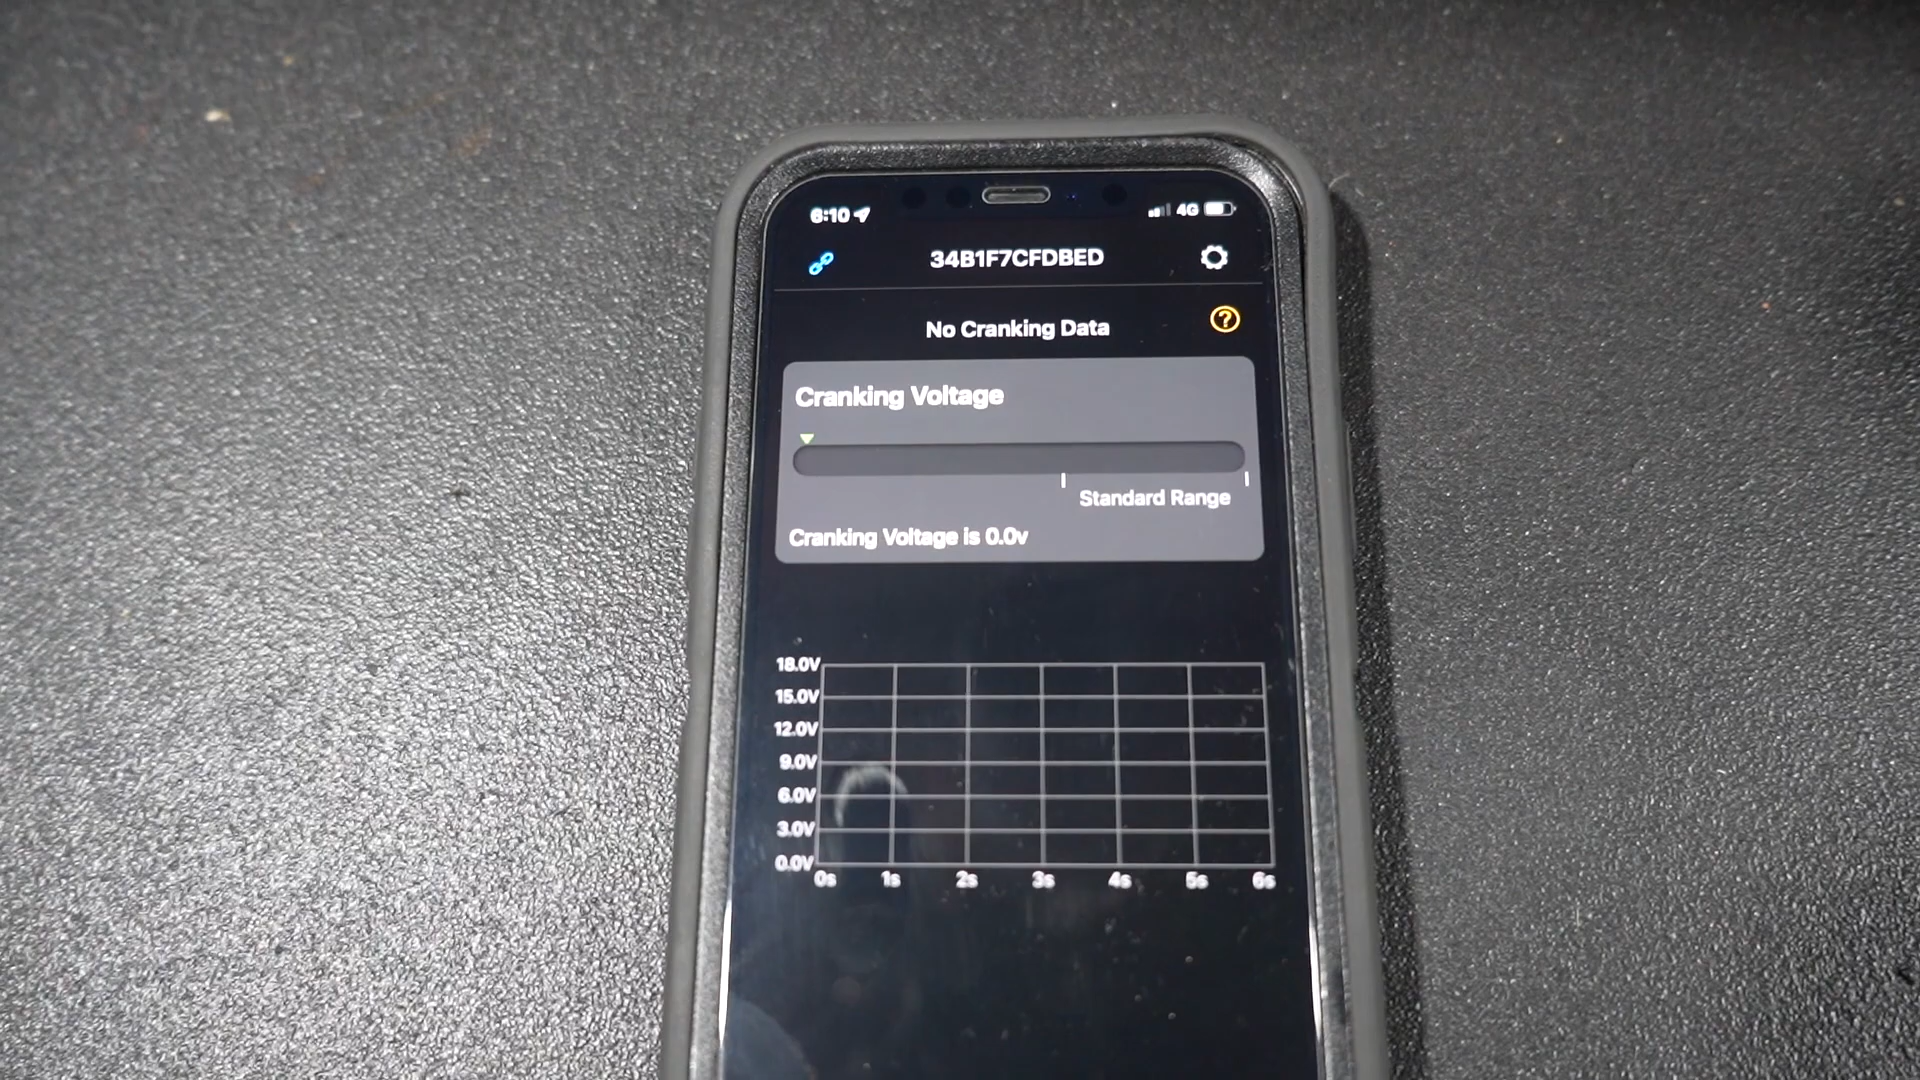 6:10
4G
34B1F7CFDBED
No Cranking Data
?
Cranking Voltage
Standard Range
Cranking Voltage is 0.0v
18.0V
15.0V
12.0V
9.0V
6.0V
3.0V
0.0V
0s 1s 2s 3s 4s 5s 6s